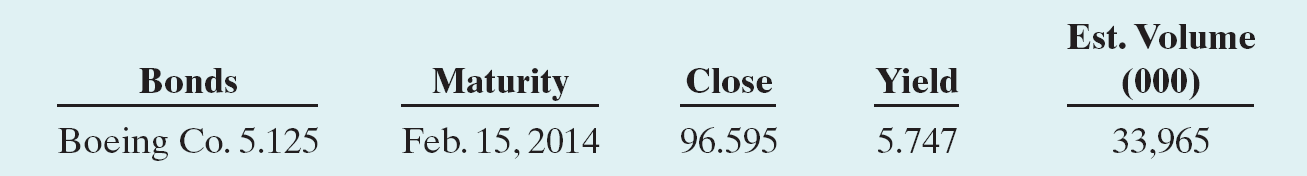 Est. Volume
Bonds Maturity Close Yield (000)
Boeing Co. 5.125 Feb. 15, 2014 96.595 5.747 33,965